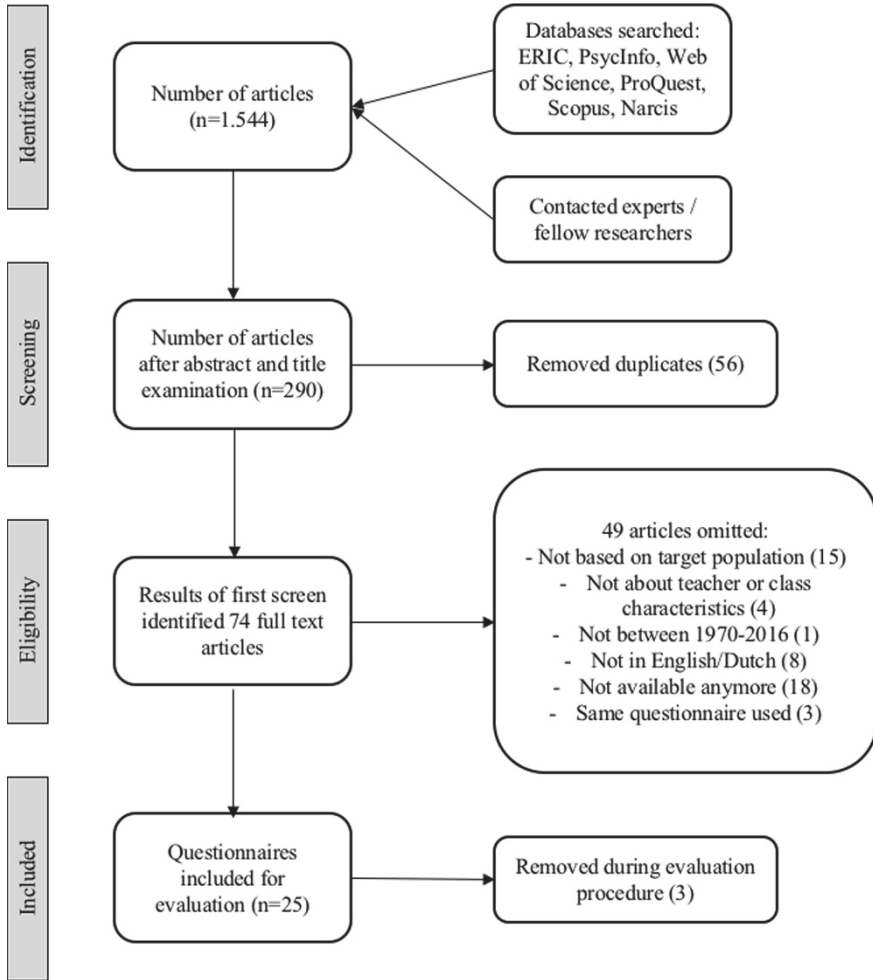 Identification
Number of articles
(n=1.544)
Databases searched:
ERIC, PsycInfo, Web
of Science, ProQuest,
Scopus, Narcis
Contacted experts /
fellow researchers
Screening
Number of articles
after abstract and title
examination (n=290)
Removed duplicates (56)
Eligibility
Results of first screen
identified 74 full text
articles
49 articles omitted:
- Not based on target population (15)
- Not about teacher or class
characteristics (4)
- Not between 1970-2016 (1)
- Not in English/Dutch (8)
- Not available anymore (18)
- Same questionnaire used (3)
Included
Questionnaires
included for
evaluation (n=25)
Removed during evaluation
procedure (3)